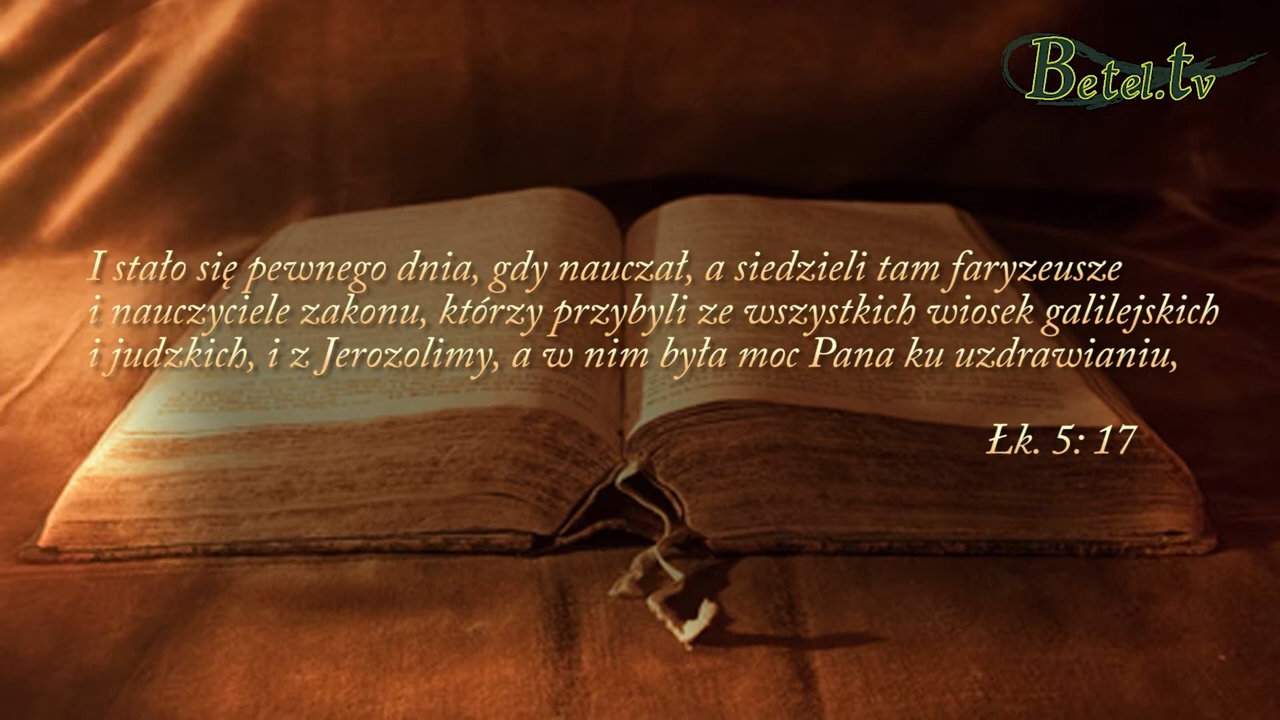 Betel.tv
I stało się pewnego dnia, gdy nauczał, a siedzieli tam faryzeusze
i nauczyciele zakonu, którzy przybyli ze wszystkich wiosek galilejskich
i judzkich, i z Jerozolimy, a w nim była moc Pana ku uzdrawianiu,
Łk. 5: 17